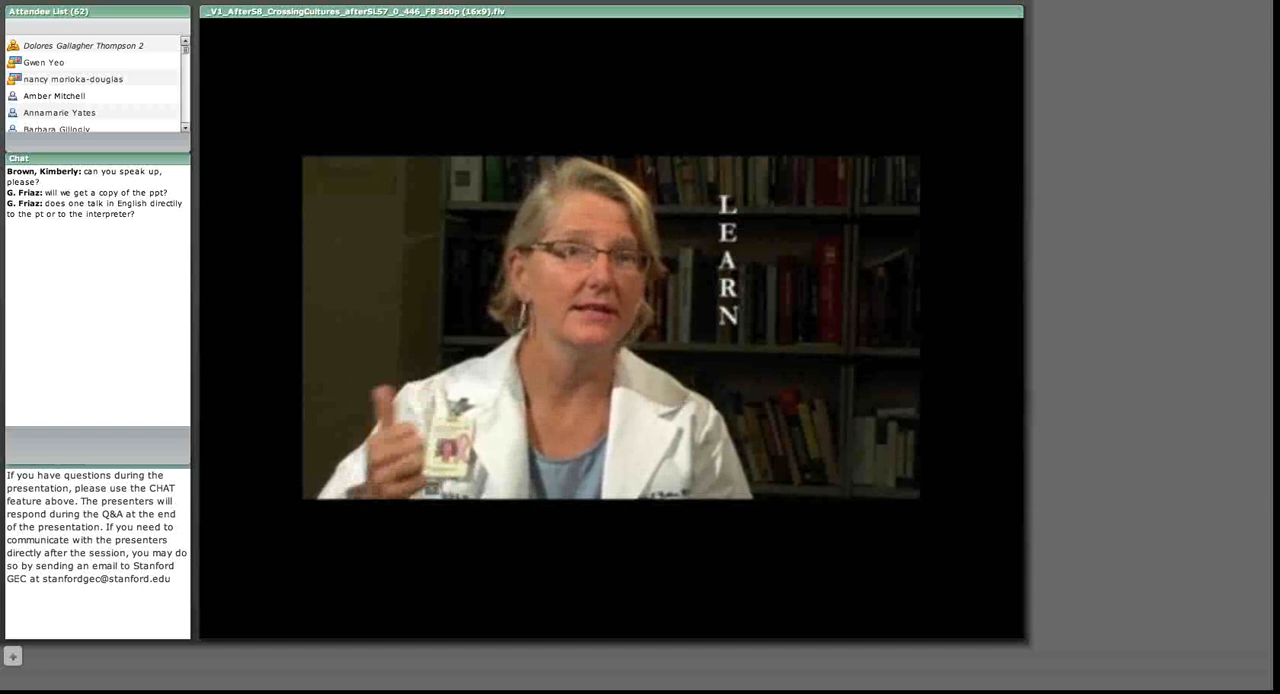 Attendee List (62)
Dolores Gallagher Thompson 2
Gwen Yeo
nancy morioka-douglas
Amber Mitchell
Annamarie Yates
Barbara Gillogly
Chat
Brown, Kimberly: can you speak up,
please?
G. Friaz: will we get a copy of the ppt?
G. Friaz: does one talk in English directlly
to the pt or to the interpreter?
If you have questions during the
presentation, please use the CHAT
feature above. The presenters will
respond during the Q&A at the end
of the presentation. If you need to
communicate with the presenters
directly after the session, you may do
so by sending an email to Stanford
GEC at stanfordgec@stanford.edu
_V1_After58_CrossingCultures_afterSL57_0_446_F8 360p (16x9).flv
L
E
A
R
N